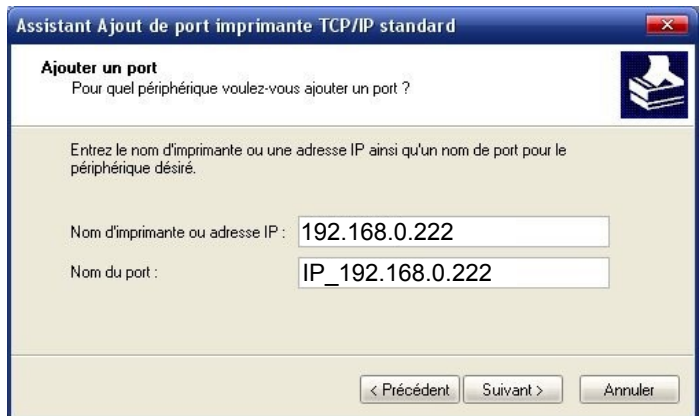 Assistant Ajout de port imprimante TCP/IP standard
Ajouter un port
Pour quel périphérique voulez-vous ajouter un port ?
Entrez le nom d'imprimante ou une adresse IP ainsi qu'un nom de port pour le
périphérique désiré.
Nom d'imprimante ou adresse IP : 192.168.0.222
Nom du port : IP_192.168.0.222
< Précédent Suivant > Annuler